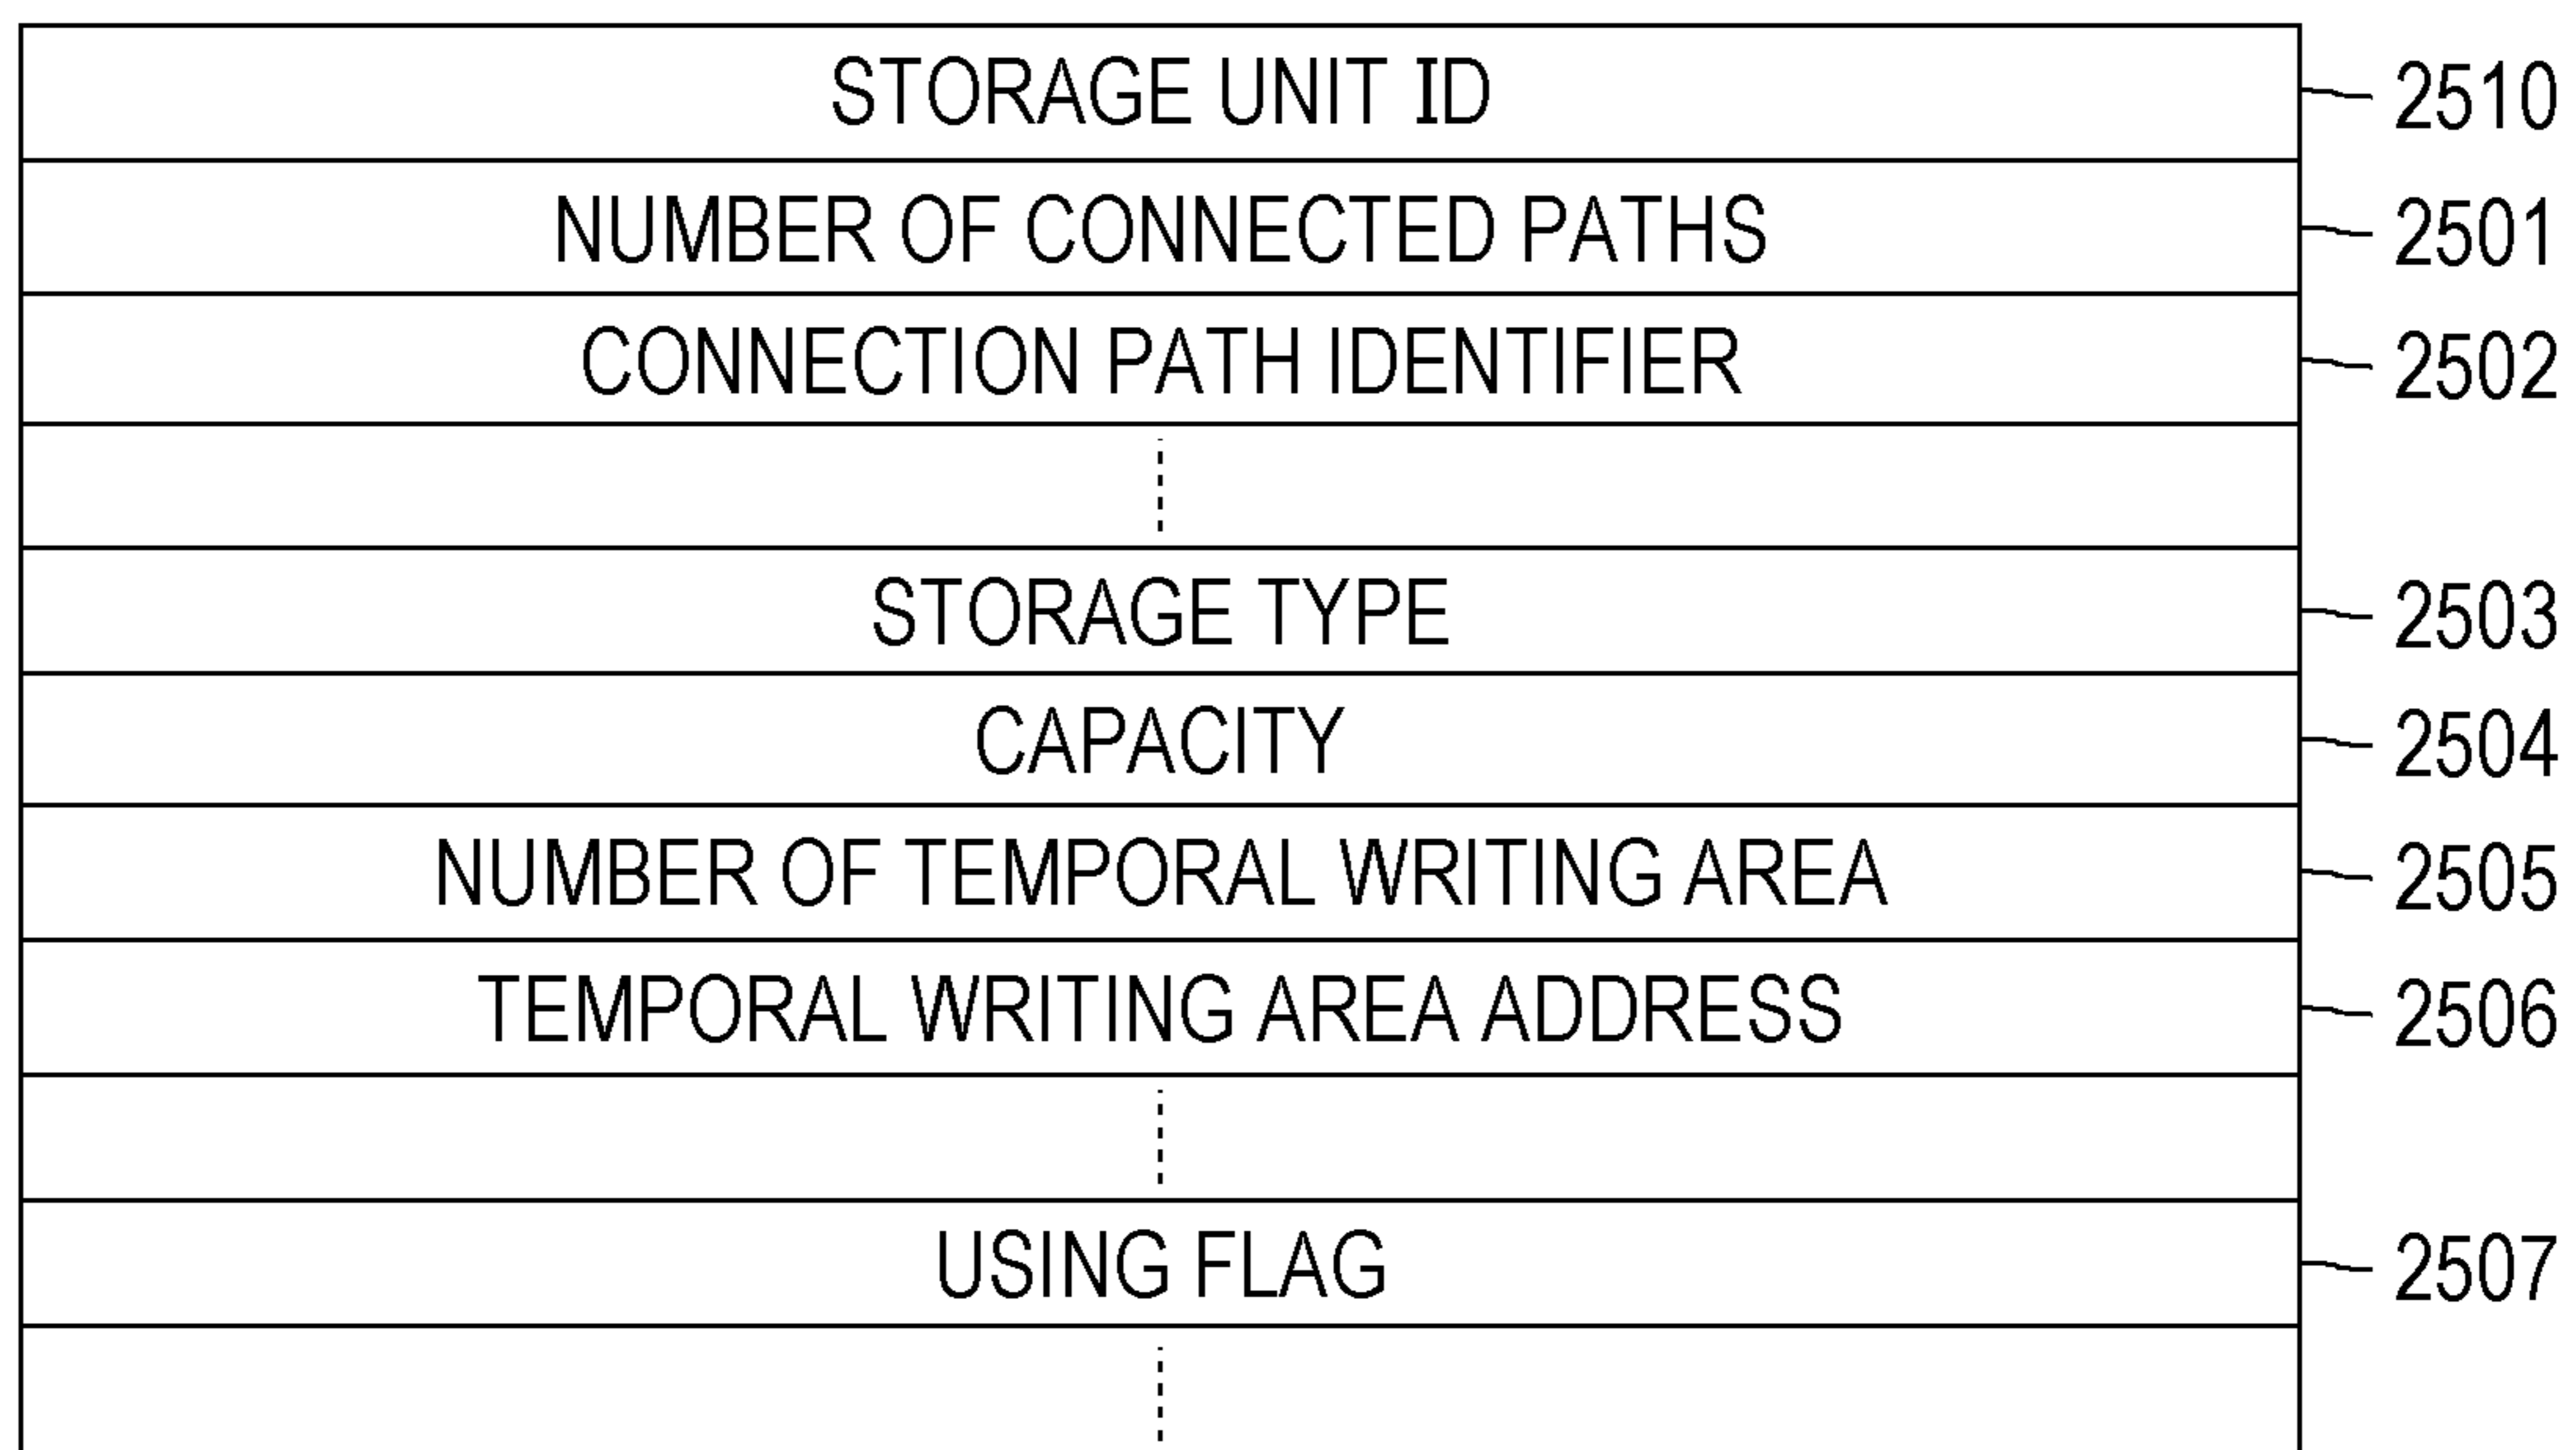 STORAGE UNIT ID 2510
NUMBER OF CONNECTED PATHS 2501
CONNECTION PATH IDENTIFIER 2502
STORAGE TYPE 2503
CAPACITY 2504
NUMBER OF TEMPORAL WRITING AREA 2505
TEMPORAL WRITING AREA ADDRESS 2506
USING FLAG 2507